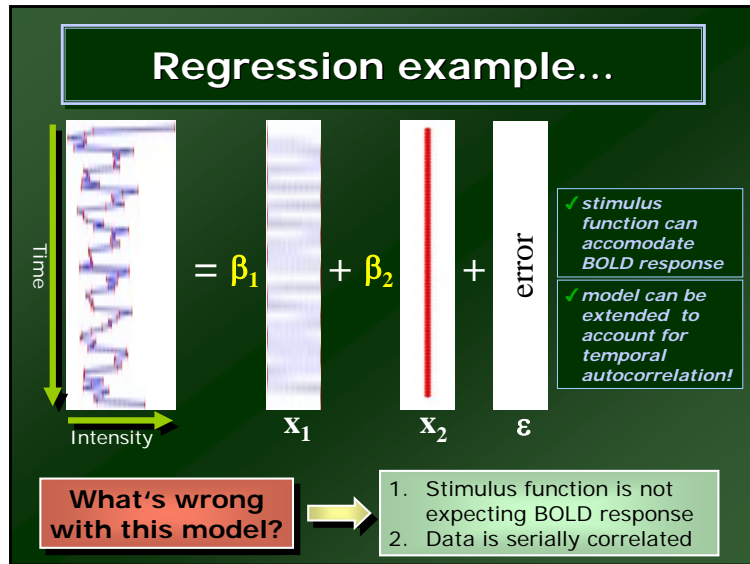 Regression example...
Time
= β1 + β2 + error
Intensity
x1
x2
ε
✓ stimulus
function can
accomodate
BOLD response
✓ model can be
extended to
account for
temporal
autocorrelation!
What's wrong
with this model?
1. Stimulus function is not
expecting BOLD response
2. Data is serially correlated